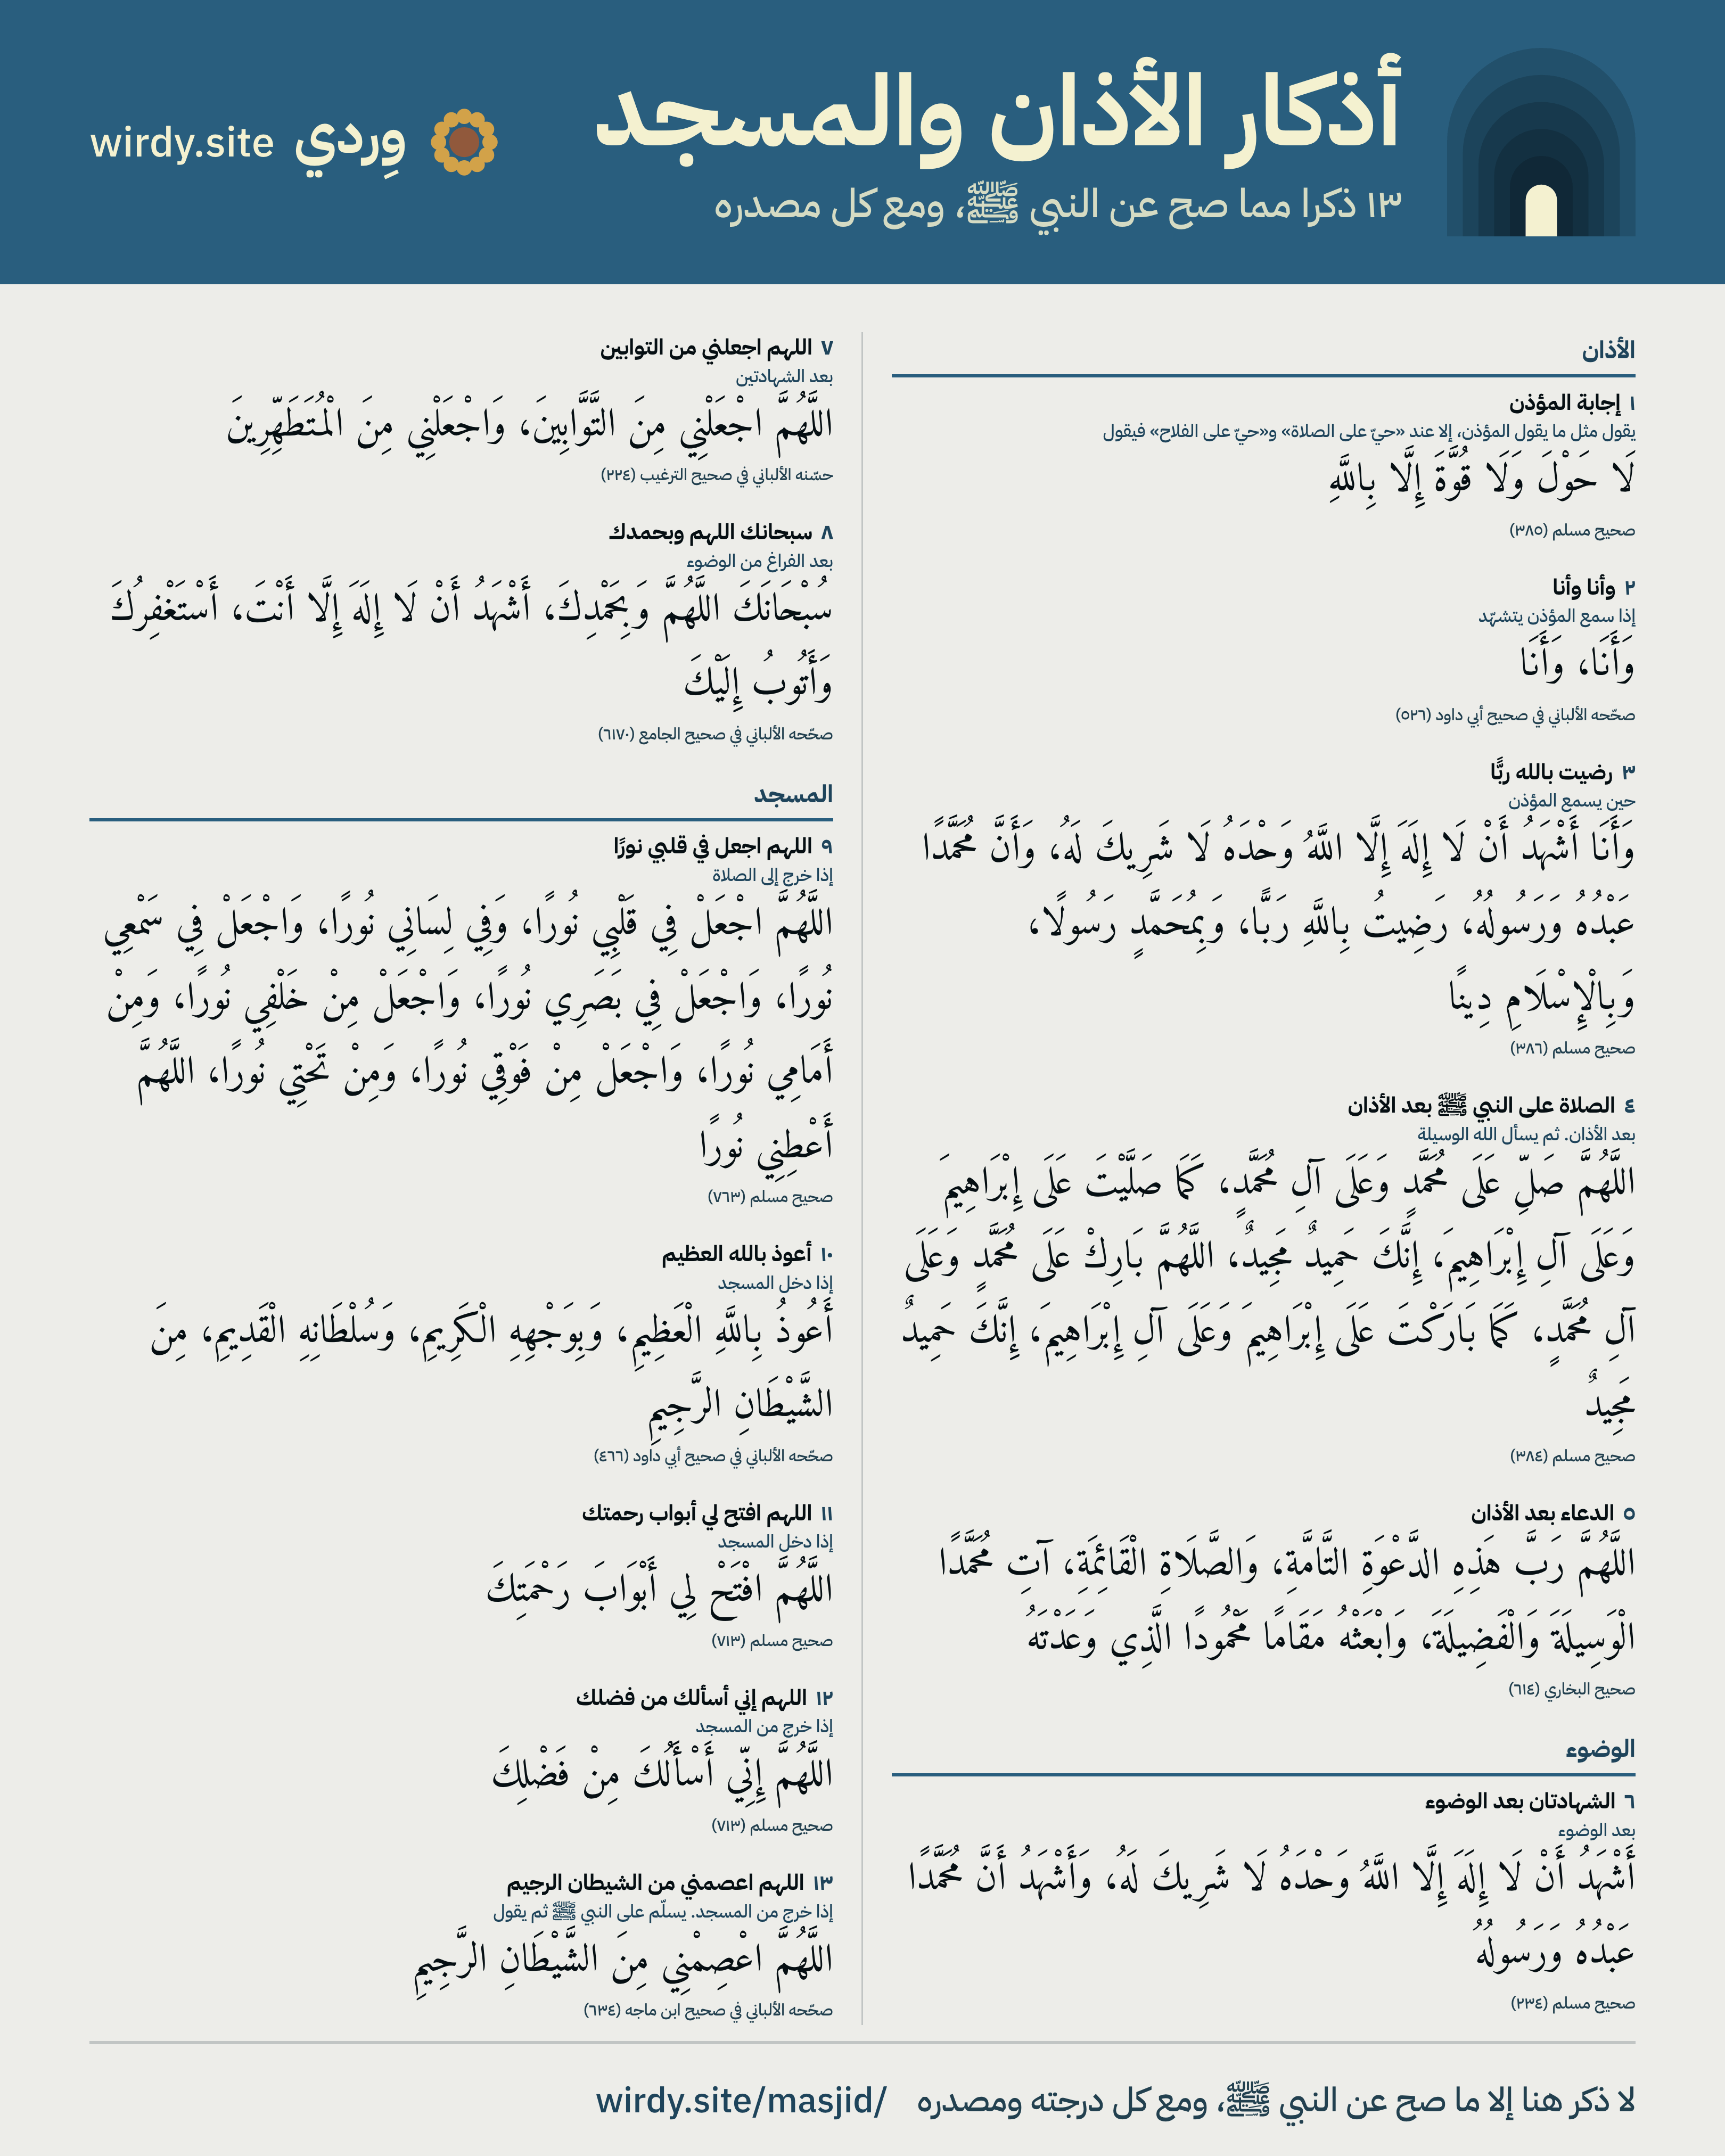 أذكار الأذان والمسجد
١٣ ذكرا مما صح عن النبي ﷺ، ومع كل مصدره
وِردي wirdy.site
الأذان
١ إجابة المؤذن
يقول مثل ما يقول المؤذن، إلا عند «حيّ على الصلاة» و«حيّ على الفلاح» فيقول
لَا حَوْلَ وَلَا قُوَّةَ إِلَّا بِاللَّهِ
صحيح مسلم (٣٨٥)
٢ وأنا وأنا
إذا سمع المؤذن يتشهّد
وَأَنَا، وَأَنَا
صحّحه الألباني في صحيح أبي داود (٥٢٦)
٣ رضيت بالله ربًّا
حين يسمع المؤذن
وَأَنَا أَشْهَدُ أَنْ لَا إِلَهَ إِلَّا اللَّهُ وَحْدَهُ لَا شَرِيكَ لَهُ، وَأَنَّ مُحَمَّدًا
عَبْدُهُ وَرَسُولُهُ، رَضِيتُ بِاللَّهِ رَبًّا، وَبِمُحَمَّدٍ رَسُولًا،
وَبِالْإِسْلَامِ دِينًا
صحيح مسلم (٣٨٦)
٤ الصلاة على النبي ﷺ بعد الأذان
بعد الأذان. ثم يسأل الله الوسيلة
اللَّهُمَّ صَلِّ عَلَى مُحَمَّدٍ وَعَلَى آلِ مُحَمَّدٍ، كَمَا صَلَّيْتَ عَلَى إِبْرَاهِيمَ
وَعَلَى آلِ إِبْرَاهِيمَ، إِنَّكَ حَمِيدٌ مَجِيدٌ، اللَّهُمَّ بَارِكْ عَلَى مُحَمَّدٍ وَعَلَى
آلِ مُحَمَّدٍ، كَمَا بَارَكْتَ عَلَى إِبْرَاهِيمَ وَعَلَى آلِ إِبْرَاهِيمَ، إِنَّكَ حَمِيدٌ
مَجِيدٌ
صحيح مسلم (٣٨٤)
٥ الدعاء بعد الأذان
اللَّهُمَّ رَبَّ هَذِهِ الدَّعْوَةِ التَّامَّةِ، وَالصَّلَاةِ الْقَائِمَةِ، آتِ مُحَمَّدًا
الْوَسِيلَةَ وَالْفَضِيلَةَ، وَابْعَثْهُ مَقَامًا مَحْمُودًا الَّذِي وَعَدْتَهُ
صحيح البخاري (٦١٤)
الوضوء
٦ الشهادتان بعد الوضوء
بعد الوضوء
أَشْهَدُ أَنْ لَا إِلَهَ إِلَّا اللَّهُ وَحْدَهُ لَا شَرِيكَ لَهُ، وَأَشْهَدُ أَنَّ مُحَمَّدًا
عَبْدُهُ وَرَسُولُهُ
صحيح مسلم (٢٣٤)
٧ اللهم اجعلني من التوابين
بعد الشهادتين
اللَّهُمَّ اجْعَلْنِي مِنَ التَّوَّابِينَ، وَاجْعَلْنِي مِنَ الْمُتَطَهِّرِينَ
حسّنه الألباني في صحيح الترغيب (٢٢٤)
٨ سبحانك اللهم وبحمدك
بعد الفراغ من الوضوء
سُبْحَانَكَ اللَّهُمَّ وَبِحَمْدِكَ، أَشْهَدُ أَنْ لَا إِلَهَ إِلَّا أَنْتَ، أَسْتَغْفِرُكَ
وَأَتُوبُ إِلَيْكَ
صحّحه الألباني في صحيح الجامع (٦١٧٠)
المسجد
٩ اللهم اجعل في قلبي نورًا
إذا خرج إلى الصلاة
اللَّهُمَّ اجْعَلْ فِي قَلْبِي نُورًا، وَفِي لِسَانِي نُورًا، وَاجْعَلْ فِي سَمْعِي
نُورًا، وَاجْعَلْ فِي بَصَرِي نُورًا، وَاجْعَلْ مِنْ خَلْفِي نُورًا، وَمِنْ
أَمَامِي نُورًا، وَاجْعَلْ مِنْ فَوْقِي نُورًا، وَمِنْ تَحْتِي نُورًا، اللَّهُمَّ
أَعْطِنِي نُورًا
صحيح مسلم (٧٦٣)
١٠ أعوذ بالله العظيم
إذا دخل المسجد
أَعُوذُ بِاللَّهِ الْعَظِيمِ، وَبِوَجْهِهِ الْكَرِيمِ، وَسُلْطَانِهِ الْقَدِيمِ، مِنَ
الشَّيْطَانِ الرَّجِيمِ
صحّحه الألباني في صحيح أبي داود (٤٦٦)
١١ اللهم افتح لي أبواب رحمتك
إذا دخل المسجد
اللَّهُمَّ افْتَحْ لِي أَبْوَابَ رَحْمَتِكَ
صحيح مسلم (٧١٣)
١٢ اللهم إني أسألك من فضلك
إذا خرج من المسجد
اللَّهُمَّ إِنِّي أَسْأَلُكَ مِنْ فَضْلِكَ
صحيح مسلم (٧١٣)
١٣ اللهم اعصمني من الشيطان الرجيم
إذا خرج من المسجد. يسلّم على النبي ﷺ ثم يقول
اللَّهُمَّ اعْصِمْنِي مِنَ الشَّيْطَانِ الرَّجِيمِ
صحّحه الألباني في صحيح ابن ماجه (٦٣٤)
لا ذكر هنا إلا ما صح عن النبي ﷺ، ومع كل درجته ومصدره wirdy.site/masjid/